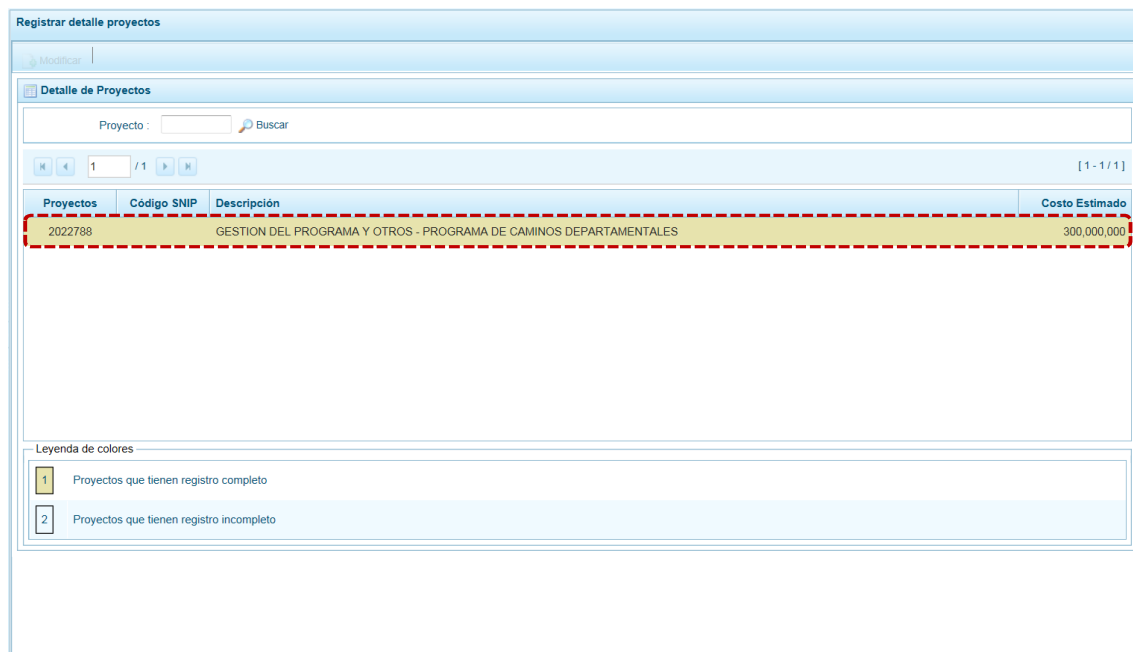 Registrar detalle proyectos
Modificar
Detalle de Proyectos
Proyecto : Buscar
1 / 1 [ 1 - 1 / 1 ]
Proyectos Código SNIP Descripción Costo Estimado
2022788 GESTION DEL PROGRAMA Y OTROS - PROGRAMA DE CAMINOS DEPARTAMENTALES 300,000,000
Leyenda de colores
1 Proyectos que tienen registro completo
2 Proyectos que tienen registro incompleto